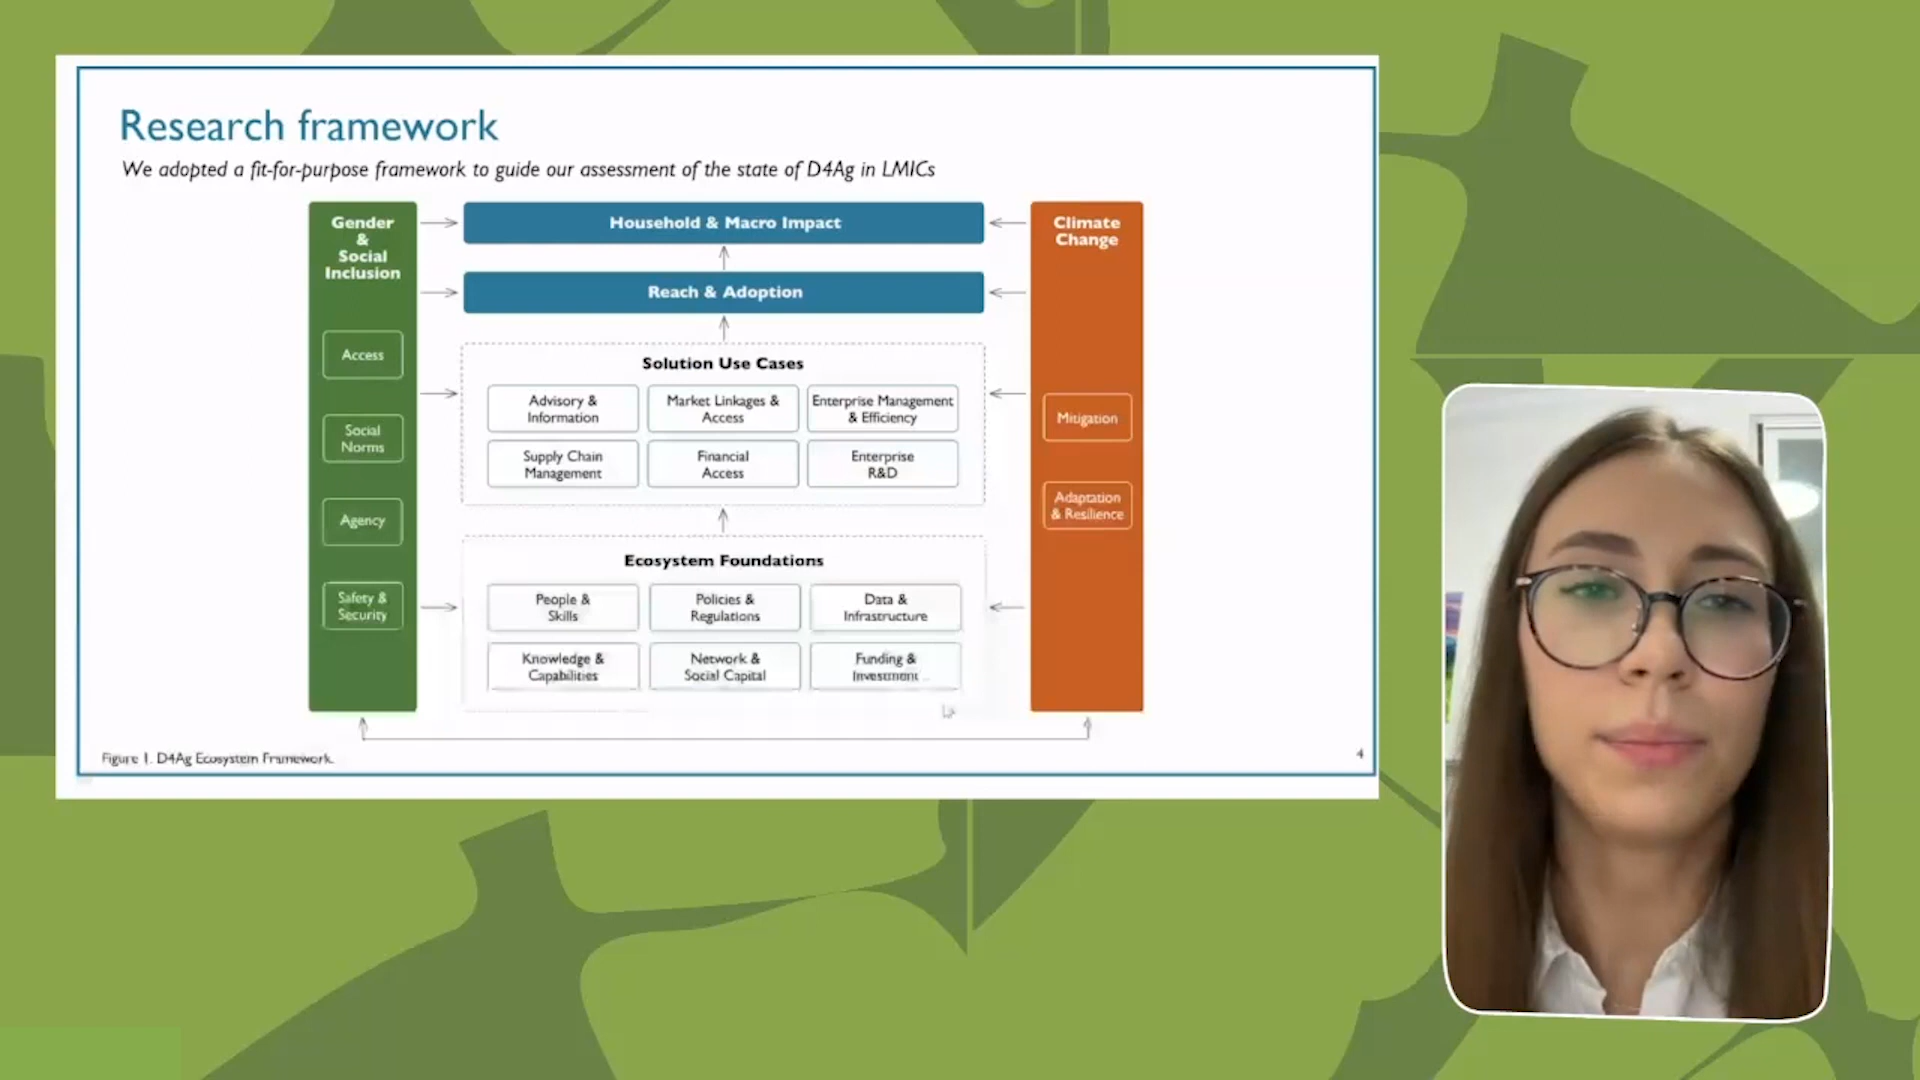 Research framework
We adopted a fit-for-purpose framework to guide our assessment of the state of D4Ag in LMICs
Gender
&
Social
Inclusion
Access
Social
Norms
Agency
Safety &
Security
Household & Macro Impact
Reach & Adoption
Solution Use Cases
Advisory &
Information
Market Linkages &
Access
Enterprise Management
& Efficiency
Supply Chain
Management
Financial
Access
Enterprise
R&D
Ecosystem Foundations
People &
Skills
Policies &
Regulations
Data &
Infrastructure
Knowledge &
Capabilities
Network &
Social Capital
Funding &
Investment
Climate
Change
Mitigation
Adaptation
& Resilience
Figure 1. D4Ag Ecosystem Framework.
4